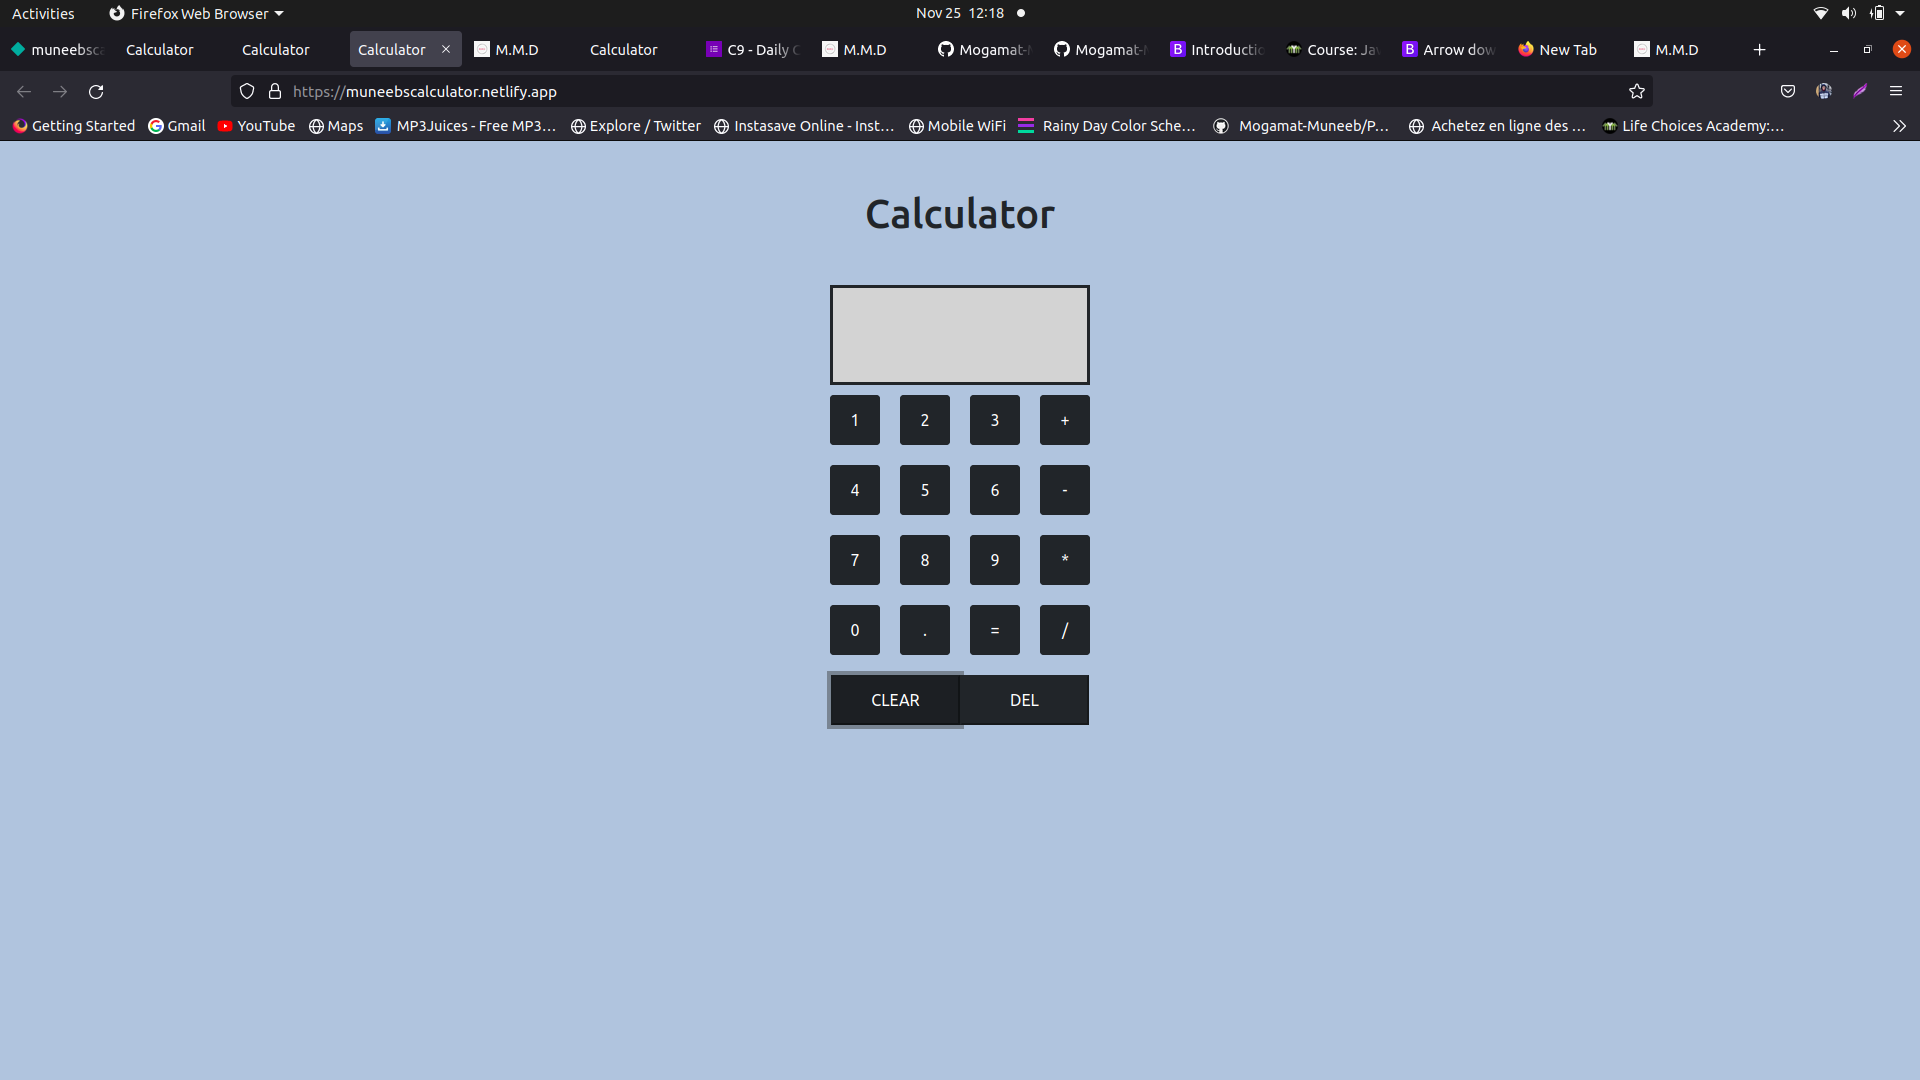 Activities Firefox Web Browser Nov 25 12:18
muneebsca Calculator Calculator Calculator M.M.D Calculator C9 - Daily C M.M.D Mogamat- Mogamat- Introductio Course: Jav Arrow dow New Tab M.M.D
https://muneebscalculator.netlify.app
Getting Started Gmail YouTube Maps MP3Juices - Free MP3… Explore / Twitter Instasave Online - Inst… Mobile WiFi Rainy Day Color Sche… Mogamat-Muneeb/P… Achetez en ligne des … Life Choices Academy:…
Calculator
1 2 3 +
4 5 6 -
7 8 9 *
0 . = /
CLEAR DEL